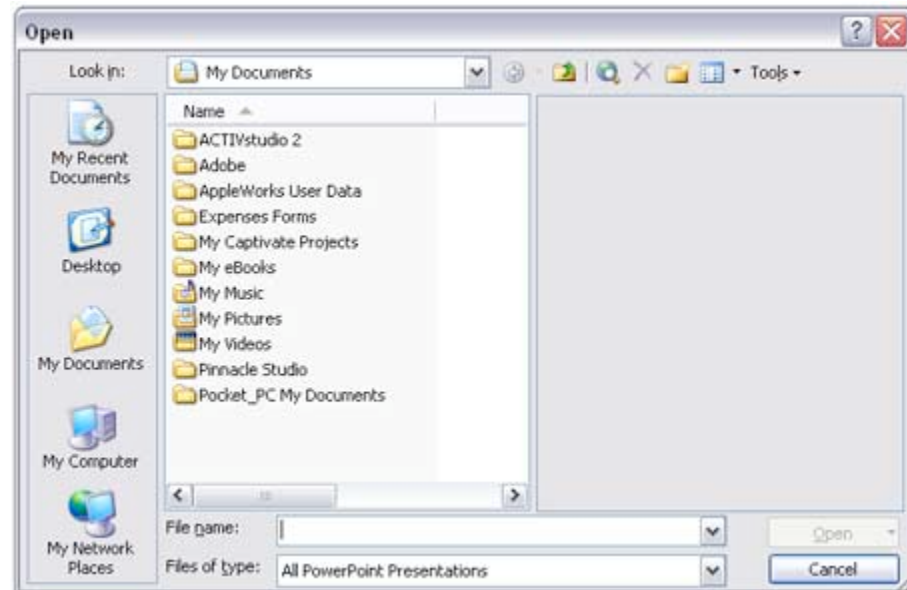 Open
Look in:
My Documents
Tools
Name
My Recent
Documents
Desktop
My Documents
My Computer
My Network
Places
ACTIVstudio 2
Adobe
AppleWorks User Data
Expenses Forms
My Captivate Projects
My eBooks
My Music
My Pictures
My Videos
Pinnacle Studio
Pocket_PC My Documents
File name:
Open
Files of type:
All PowerPoint Presentations
Cancel